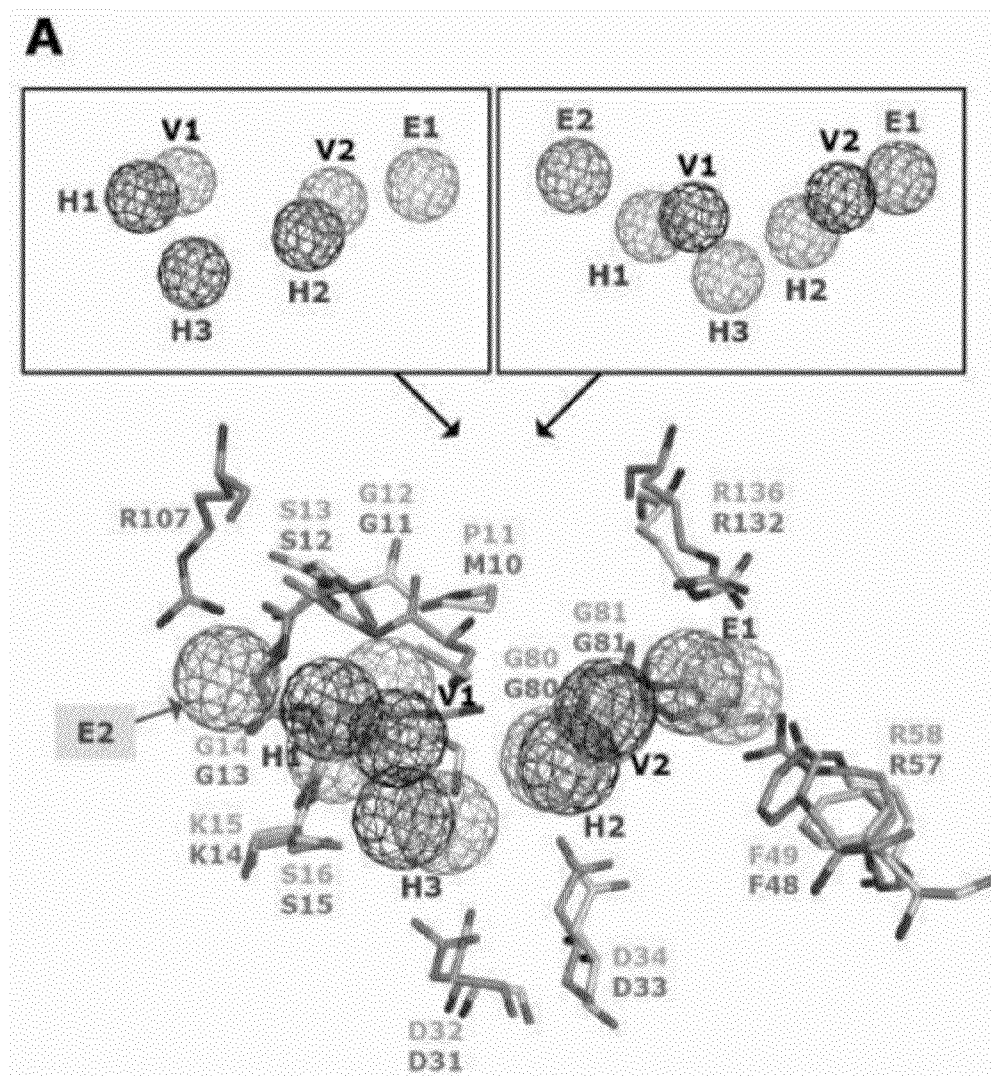 A
V1
V2
E1
H1
H2
H3
E2
V1
V2
E1
H1
H2
H3
R107
S13
S12
G12
G11
P11
M10
R136
R132
G81
G81
G80
G80
E1
V1
E2
H1
G14
G13
V2
H2
R58
R57
K15
K14
S16
S15
H3
F49
F48
D34
D33
D32
D31